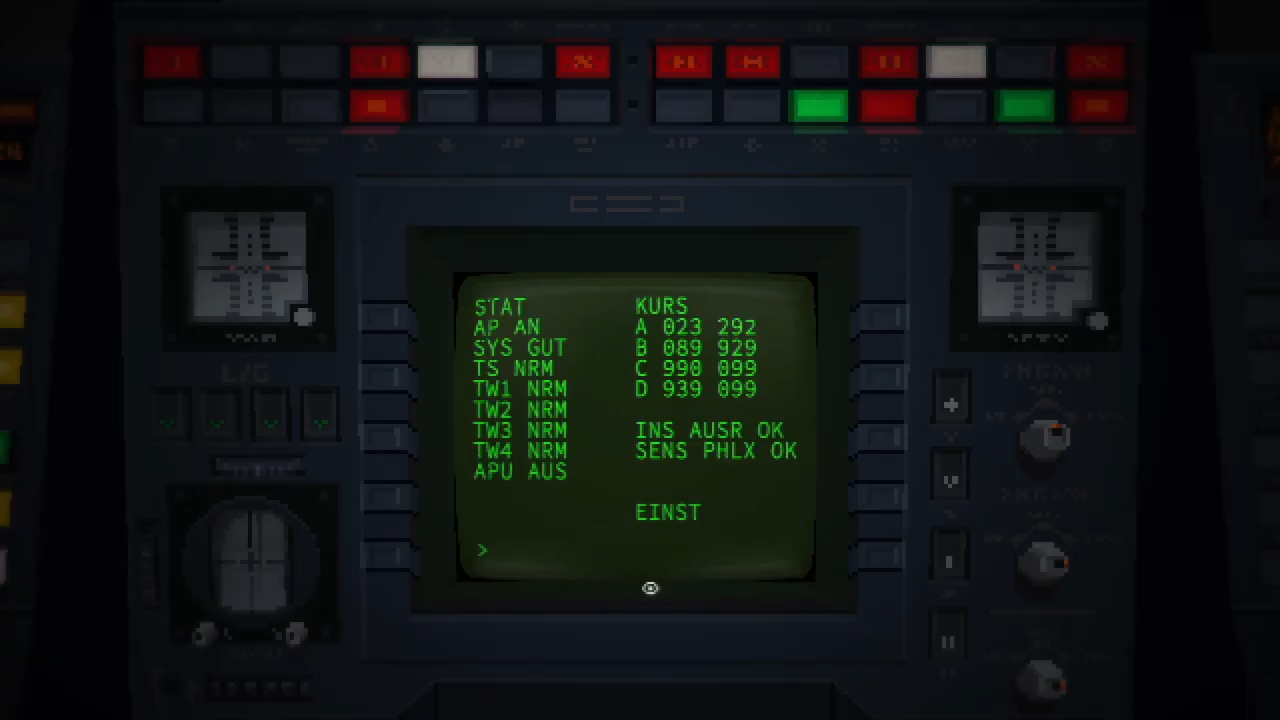 STAT
AP AN
SYS GUT
TS NRM
TW1 NRM
TW2 NRM
TW3 NRM
TW4 NRM
APU AUS
>
KURS
A 023 292
B 089 929
C 990 099
D 939 099
INS AUSR OK
SENS PHLX OK
EINST